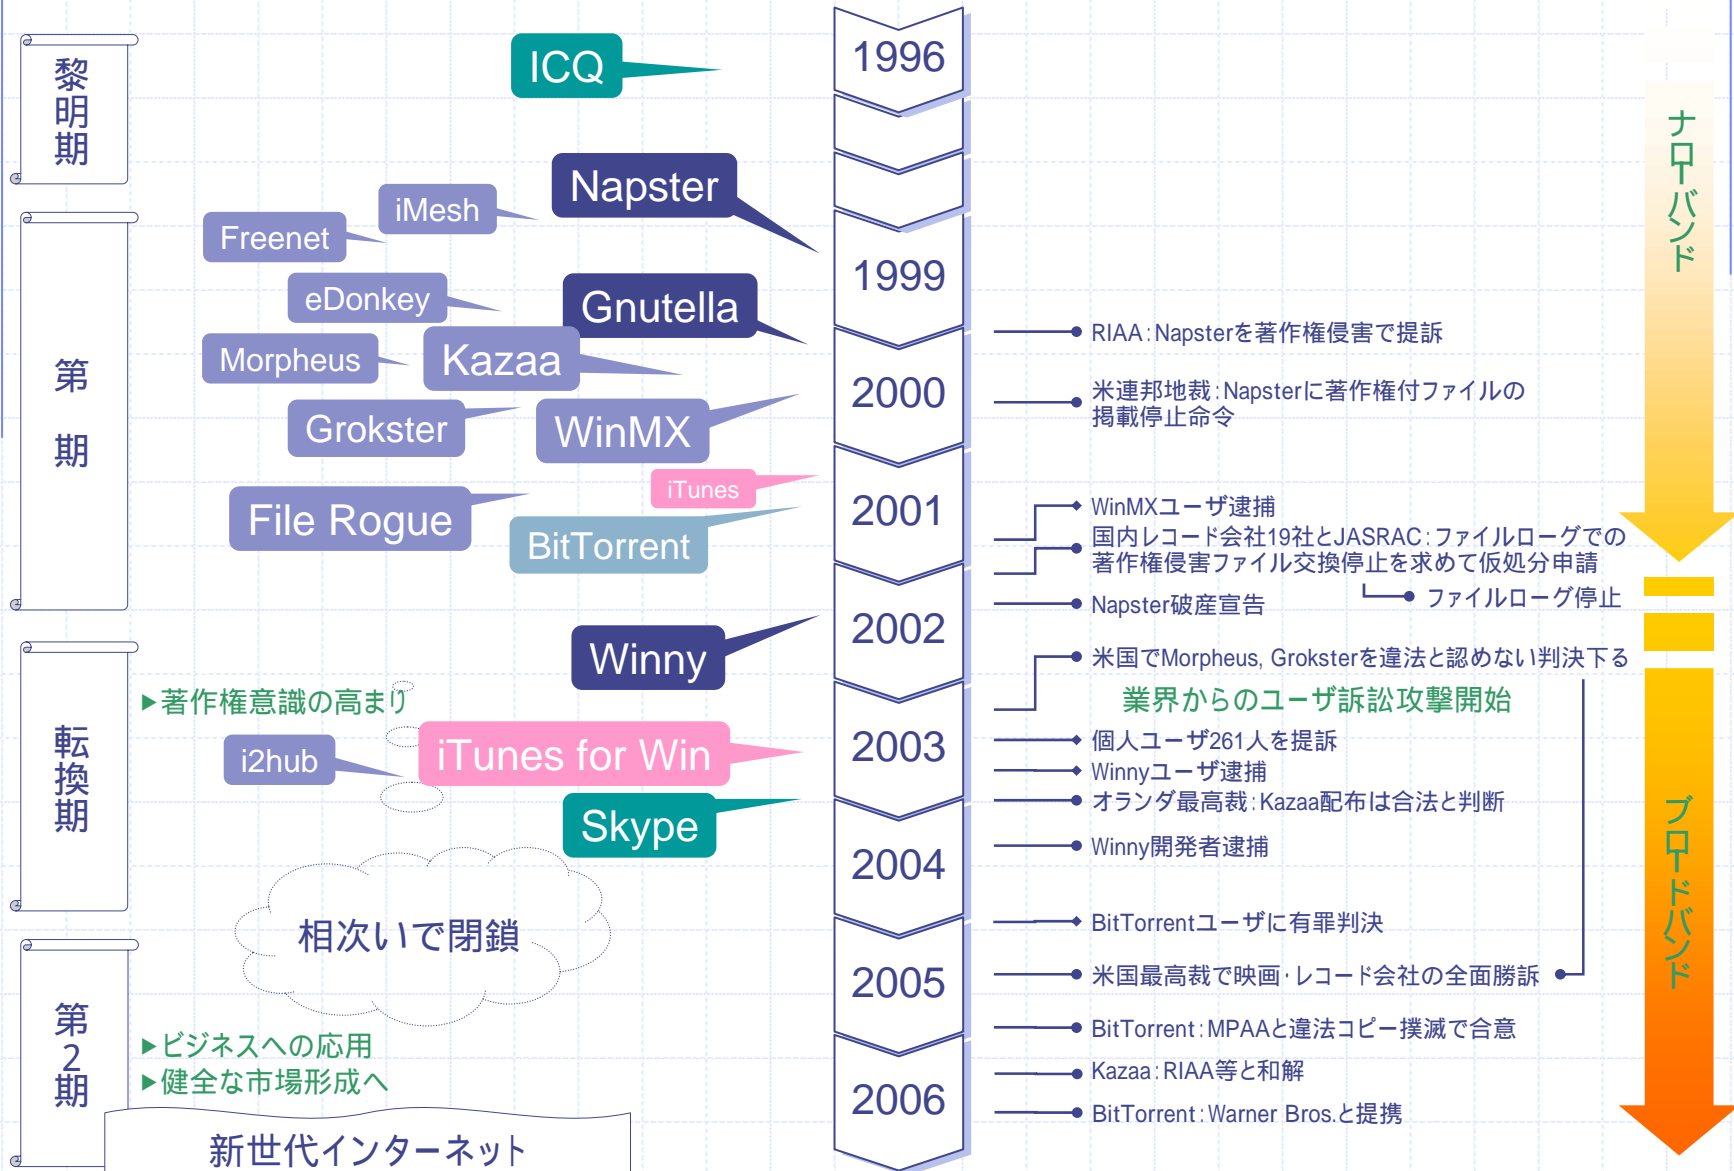 黎明期
ICQ
1996
ナローバンド
Napster
iMesh
Freenet
1999
eDonkey
Gnutella
RIAA:Napsterを著作権侵害で提訴
第 期
Morpheus
Kazaa
2000
米連邦地裁:Napsterに著作権付ファイルの
掲載停止命令
Grokster
WinMX
iTunes
File Rogue
BitTorrent
2001
WinMXユーザ逮捕
国内レコード会社19社とJASRAC:ファイルローグでの
著作権侵害ファイル交換停止を求めて仮処分申請
ファイルローグ停止
Napster破産宣告
2002
Winny
米国でMorpheus, Groksterを違法と認めない判決下る
転換期
▶著作権意識の高まり
業界からのユーザ訴訟攻撃開始
i2hub
iTunes for Win
2003
個人ユーザ261人を提訴
Winnyユーザ逮捕
オランダ最高裁:Kazaa配布は合法と判断
Skype
Winny開発者逮捕
2004
ブロードバンド
相次いで閉鎖
BitTorrentユーザに有罪判決
2005
米国最高裁で映画・レコード会社の全面勝訴
第2期
▶ビジネスへの応用
▶健全な市場形成へ
BitTorrent:MPAAと違法コピー撲滅で合意
Kazaa:RIAA等と和解
2006
BitTorrent:Warner Bros.と提携
新世代インターネット